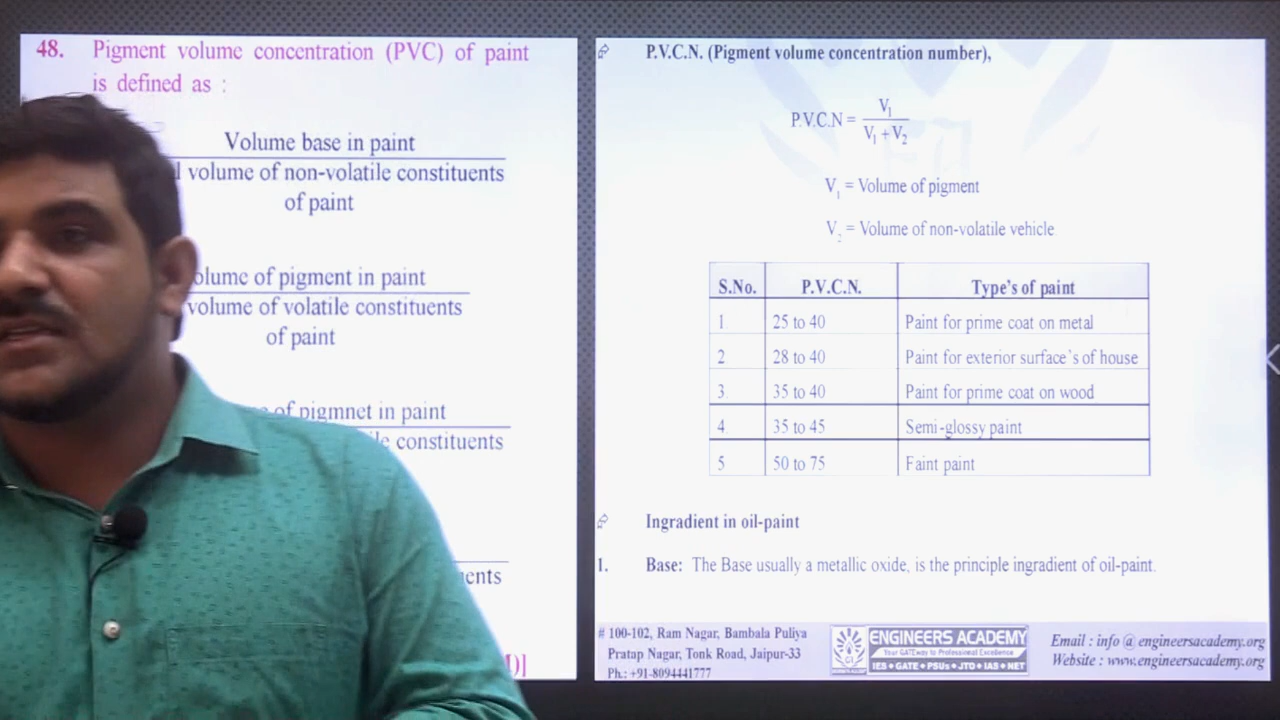 48. Pigment volume concentration (PVC) of paint
is defined as :
Volume base in paint
volume of non-volatile constituents
of paint
olume of pigment in paint
volume of volatile constituents
of paint
of pigmnet in paint
constituents
P.V.C.N. (Pigment volume concentration number),
P.V.C.N = V₁ / V₁ + V₂
V₁ = Volume of pigment
V₂ = Volume of non-volatile vehicle
S.No. P.V.C.N. Type's of paint
1 25 to 40 Paint for prime coat on metal
2 28 to 40 Paint for exterior surface's of house
3 35 to 40 Paint for prime coat on wood
4 35 to 45 Semi-glossy paint
5 50 to 75 Faint paint
Ingradient in oil-paint
1. Base: The Base usually a metallic oxide, is the principle ingradient of oil-paint.
# 100-102, Ram Nagar, Bambala Puliya
Pratap Nagar, Tonk Road, Jaipur-33
Ph.: +91-8094441777
ENGINEERS ACADEMY
Your GATEway to Professional Excellence
IES • GATE • PSUs • JTO • IAS • NET
Email : info @ engineersacademy.org
Website : www.engineersacademy.org